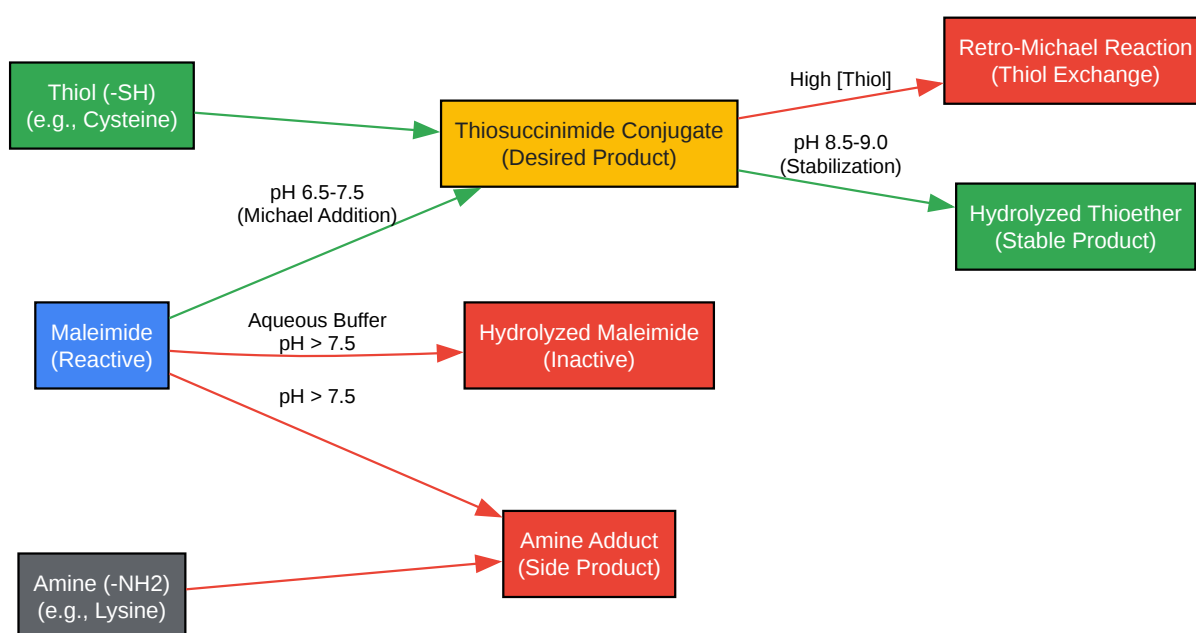 Retro-Michael Reaction
(Thiol Exchange)
High [Thiol]
Thiol (-SH)
(e.g., Cysteine)
Thiosuccinimide Conjugate
(Desired Product)
pH 8.5-9.0
(Stabilization)
pH 6.5-7.5
(Michael Addition)
Hydrolyzed Thioether
(Stable Product)
Maleimide
(Reactive)
Aqueous Buffer
pH > 7.5
Hydrolyzed Maleimide
(Inactive)
pH > 7.5
Amine Adduct
(Side Product)
Amine (-NH2)
(e.g., Lysine)